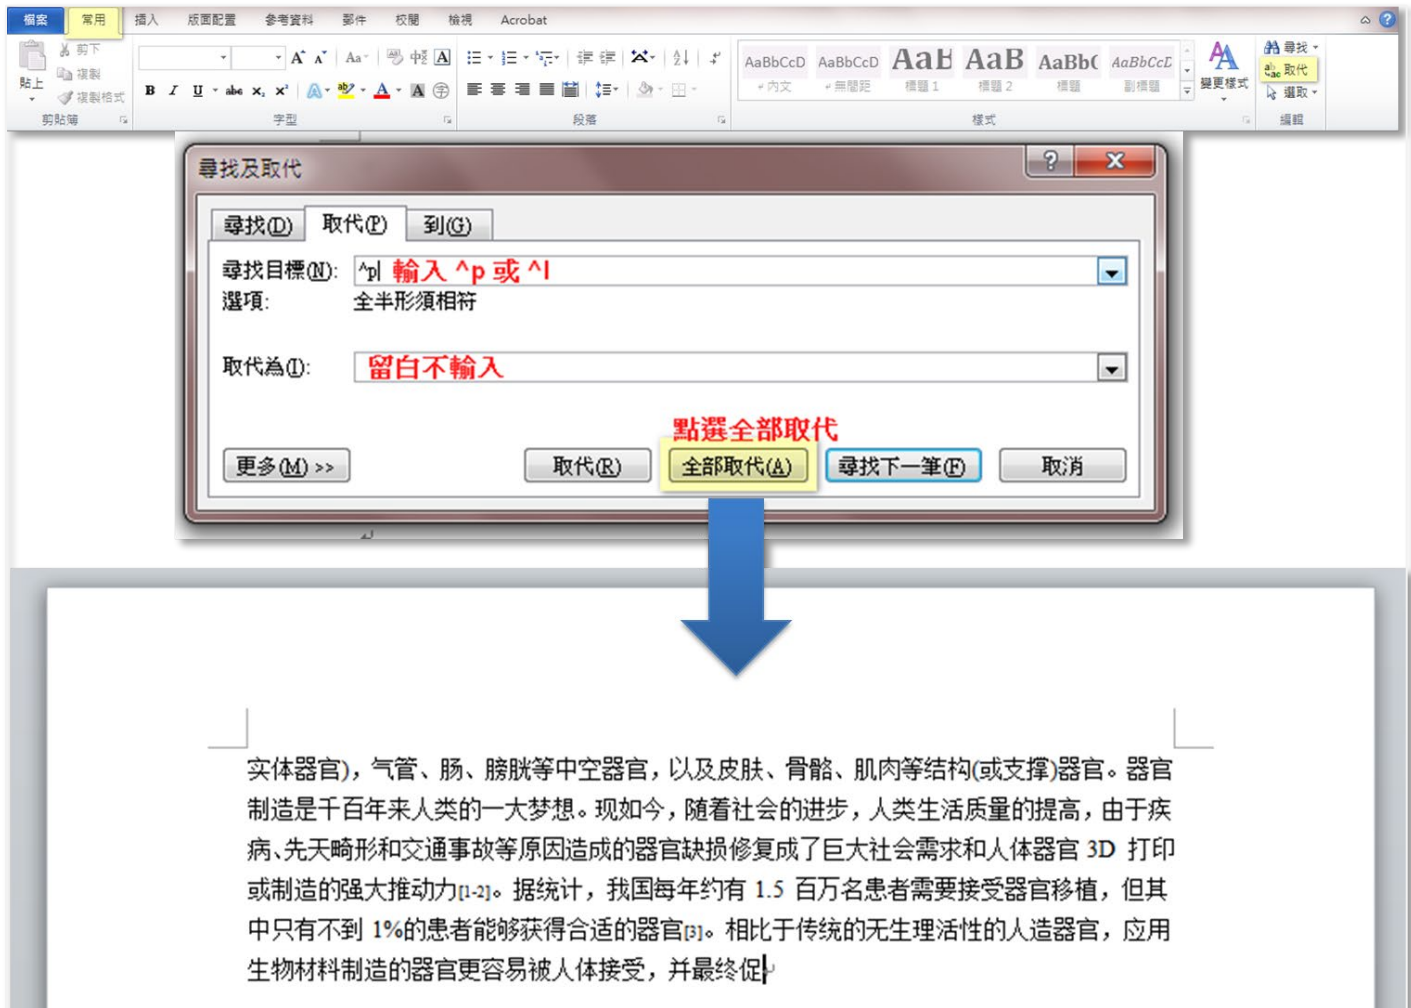 檔案 常用 插入 版面配置 參考資料 郵件 校閱 檢視 Acrobat
貼上 剪下 複製 複製格式 剪貼簿
B I U abc x₂ x² A Aa A A A 字型
段落
AaBbCcD 內文 AaBbCcD 無間距 AaB 標題 1 AaB 標題 2 AaBb( 標題 AaBbCcD 副標題 樣式
變更樣式
尋找 取代 選取 編輯
尋找及取代
尋找(D) 取代(P) 到(G)
尋找目標(N): ^p 輸入 ^p 或 ^l
選項: 全半形須相符
取代為(I): 留白不輸入
點選全部取代
更多(M) >> 取代(R) 全部取代(A) 尋找下一筆(F) 取消
实体器官)，气管、肠、膀胱等中空器官，以及皮肤、骨骼、肌肉等结构(或支撑)器官。器官
制造是千百年来人类的一大梦想。现如今，随着社会的进步，人类生活质量的提高，由于疾
病、先天畸形和交通事故等原因造成的器官缺损修复成了巨大社会需求和人体器官 3D 打印
或制造的强大推动力[1-2]。据统计，我国每年约有 1.5 百万名患者需要接受器官移植，但其
中只有不到 1%的患者能够获得合适的器官[3]。相比于传统的无生理活性的人造器官，应用
生物材料制造的器官更容易被人体接受，并最终促